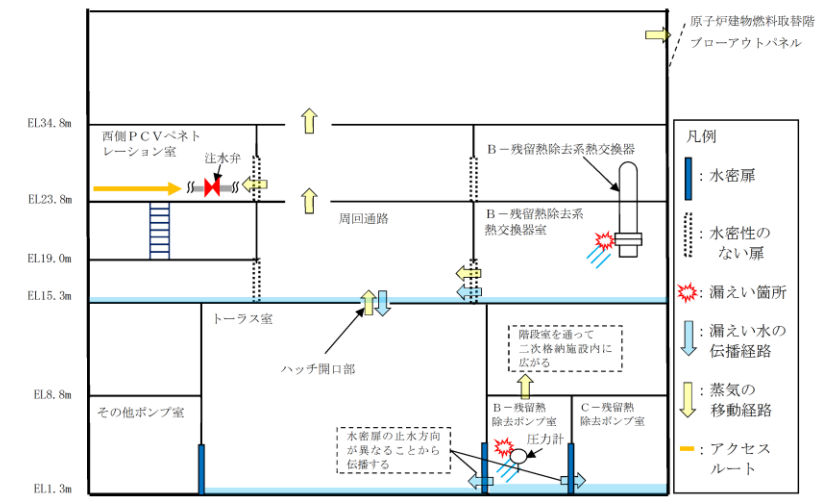 原子炉建物燃料取替階
ブローアウトパネル
EL34.8m
西側ＰＣＶペネト
レーション室
注水弁
B－残留熱除去系熱交換器
EL23.8m
周回通路
B－残留熱除去系
熱交換器室
EL19.0m
EL15.3m
トーラス室
ハッチ開口部
階段室を通って
二次格納施設内に
広がる
EL8.8m
その他ポンプ室
B－残留熱
除去ポンプ室
C－残留熱
除去ポンプ室
圧力計
水密扉の止水方向
が異なることから
伝播する
EL1.3m
凡例
：水密扉
：水密性の
ない扉
：漏えい箇所
：漏えい水の
伝播経路
：蒸気の
移動経路
：アクセス
ルート